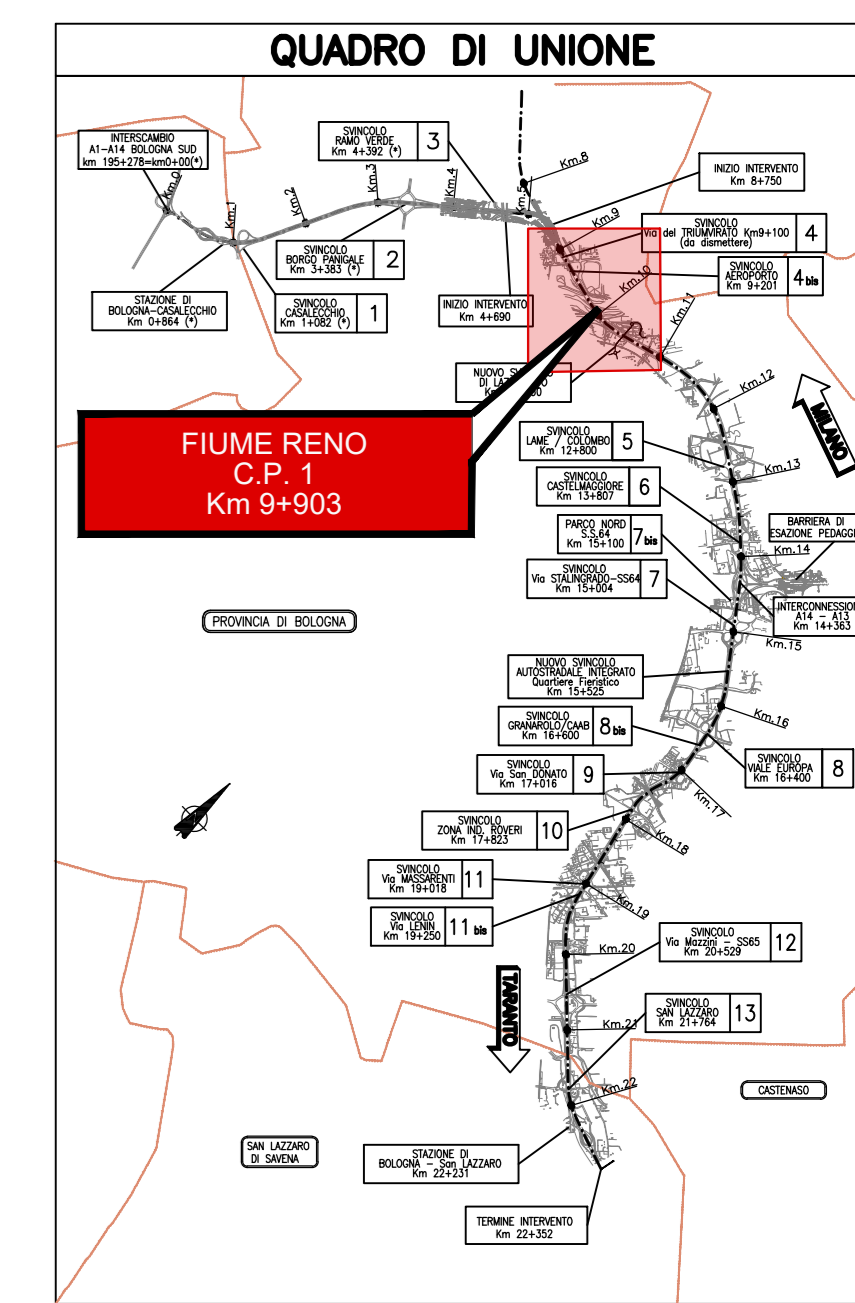 QUADRO DI UNIONE
INTERSCAMBIO
A1-A14 BOLOGNA SUD
km 195+278=km0+00(*)
SVINCOLO
RAMO VERDE
Km 4+392 (*)
3
Km.0
Km.1
Km.2
Km.3
Km.4
Km.5
Km.8
INIZIO INTERVENTO
Km 8+750
Km.9
SVINCOLO
Via del TRIUMVIRATO Km9+100
(da dismettere)
4
SVINCOLO
BORGO PANIGALE
Km 3+383 (*)
2
SVINCOLO
AEROPORTO
Km 9+201
4 bis
Km.10
STAZIONE DI
BOLOGNA-CASALECCHIO
Km 0+864 (*)
SVINCOLO
CASALECCHIO
Km 1+082 (*)
1
INIZIO INTERVENTO
Km 4+690
Km.11
NUOVO
DI
Km.12
MILANO
FIUME RENO
C.P. 1
Km 9+903
SVINCOLO
LAME / COLOMBO
Km 12+800
5
Km.13
SVINCOLO
CASTELMAGGIORE
Km 13+807
6
PARCO NORD
S.S.64
Km 15+100
7 bis
BARRIERA DI
ESAZIONE
Km.14
SVINCOLO
Via STALINGRADO-SS64
Km 15+004
7
INTERCONNESSION
A14 - A13
Km 14+363
PROVINCIA DI BOLOGNA
Km.15
NUOVO SVINCOLO
AUTOSTRADALE INTEGRATO
Quartiere Fieristico
Km 15+525
Km.16
SVINCOLO
GRANAROLO/CAAB
Km 16+600
8 bis
SVINCOLO
VIALE EUROPA
Km 16+400
8
SVINCOLO
Via San DONATO
Km 17+016
9
Km.17
SVINCOLO
ZONA IND. ROVERI
Km 17+823
10
Km.18
SVINCOLO
Via MASSARENTI
Km 19+018
11
Km.19
SVINCOLO
Via LENIN
Km 19+250
11 bis
SVINCOLO
Via Mazzini - SS65
Km 20+529
12
Km.20
TARANTO
SVINCOLO
SAN LAZZARO
Km 21+764
13
Km.21
Km.22
CASTENASO
SAN LAZZARO
DI SAVENA
STAZIONE DI
BOLOGNA - San LAZZARO
Km 22+231
TERMINE INTERVENTO
Km 22+352